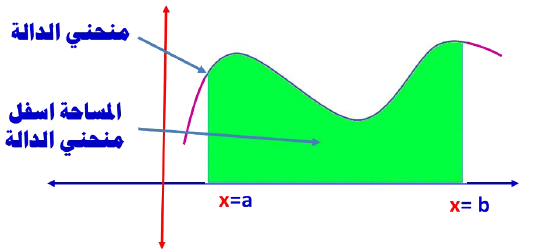 منحني الدالة
المساحة اسفل
منحني الدالة
x=a
x= b